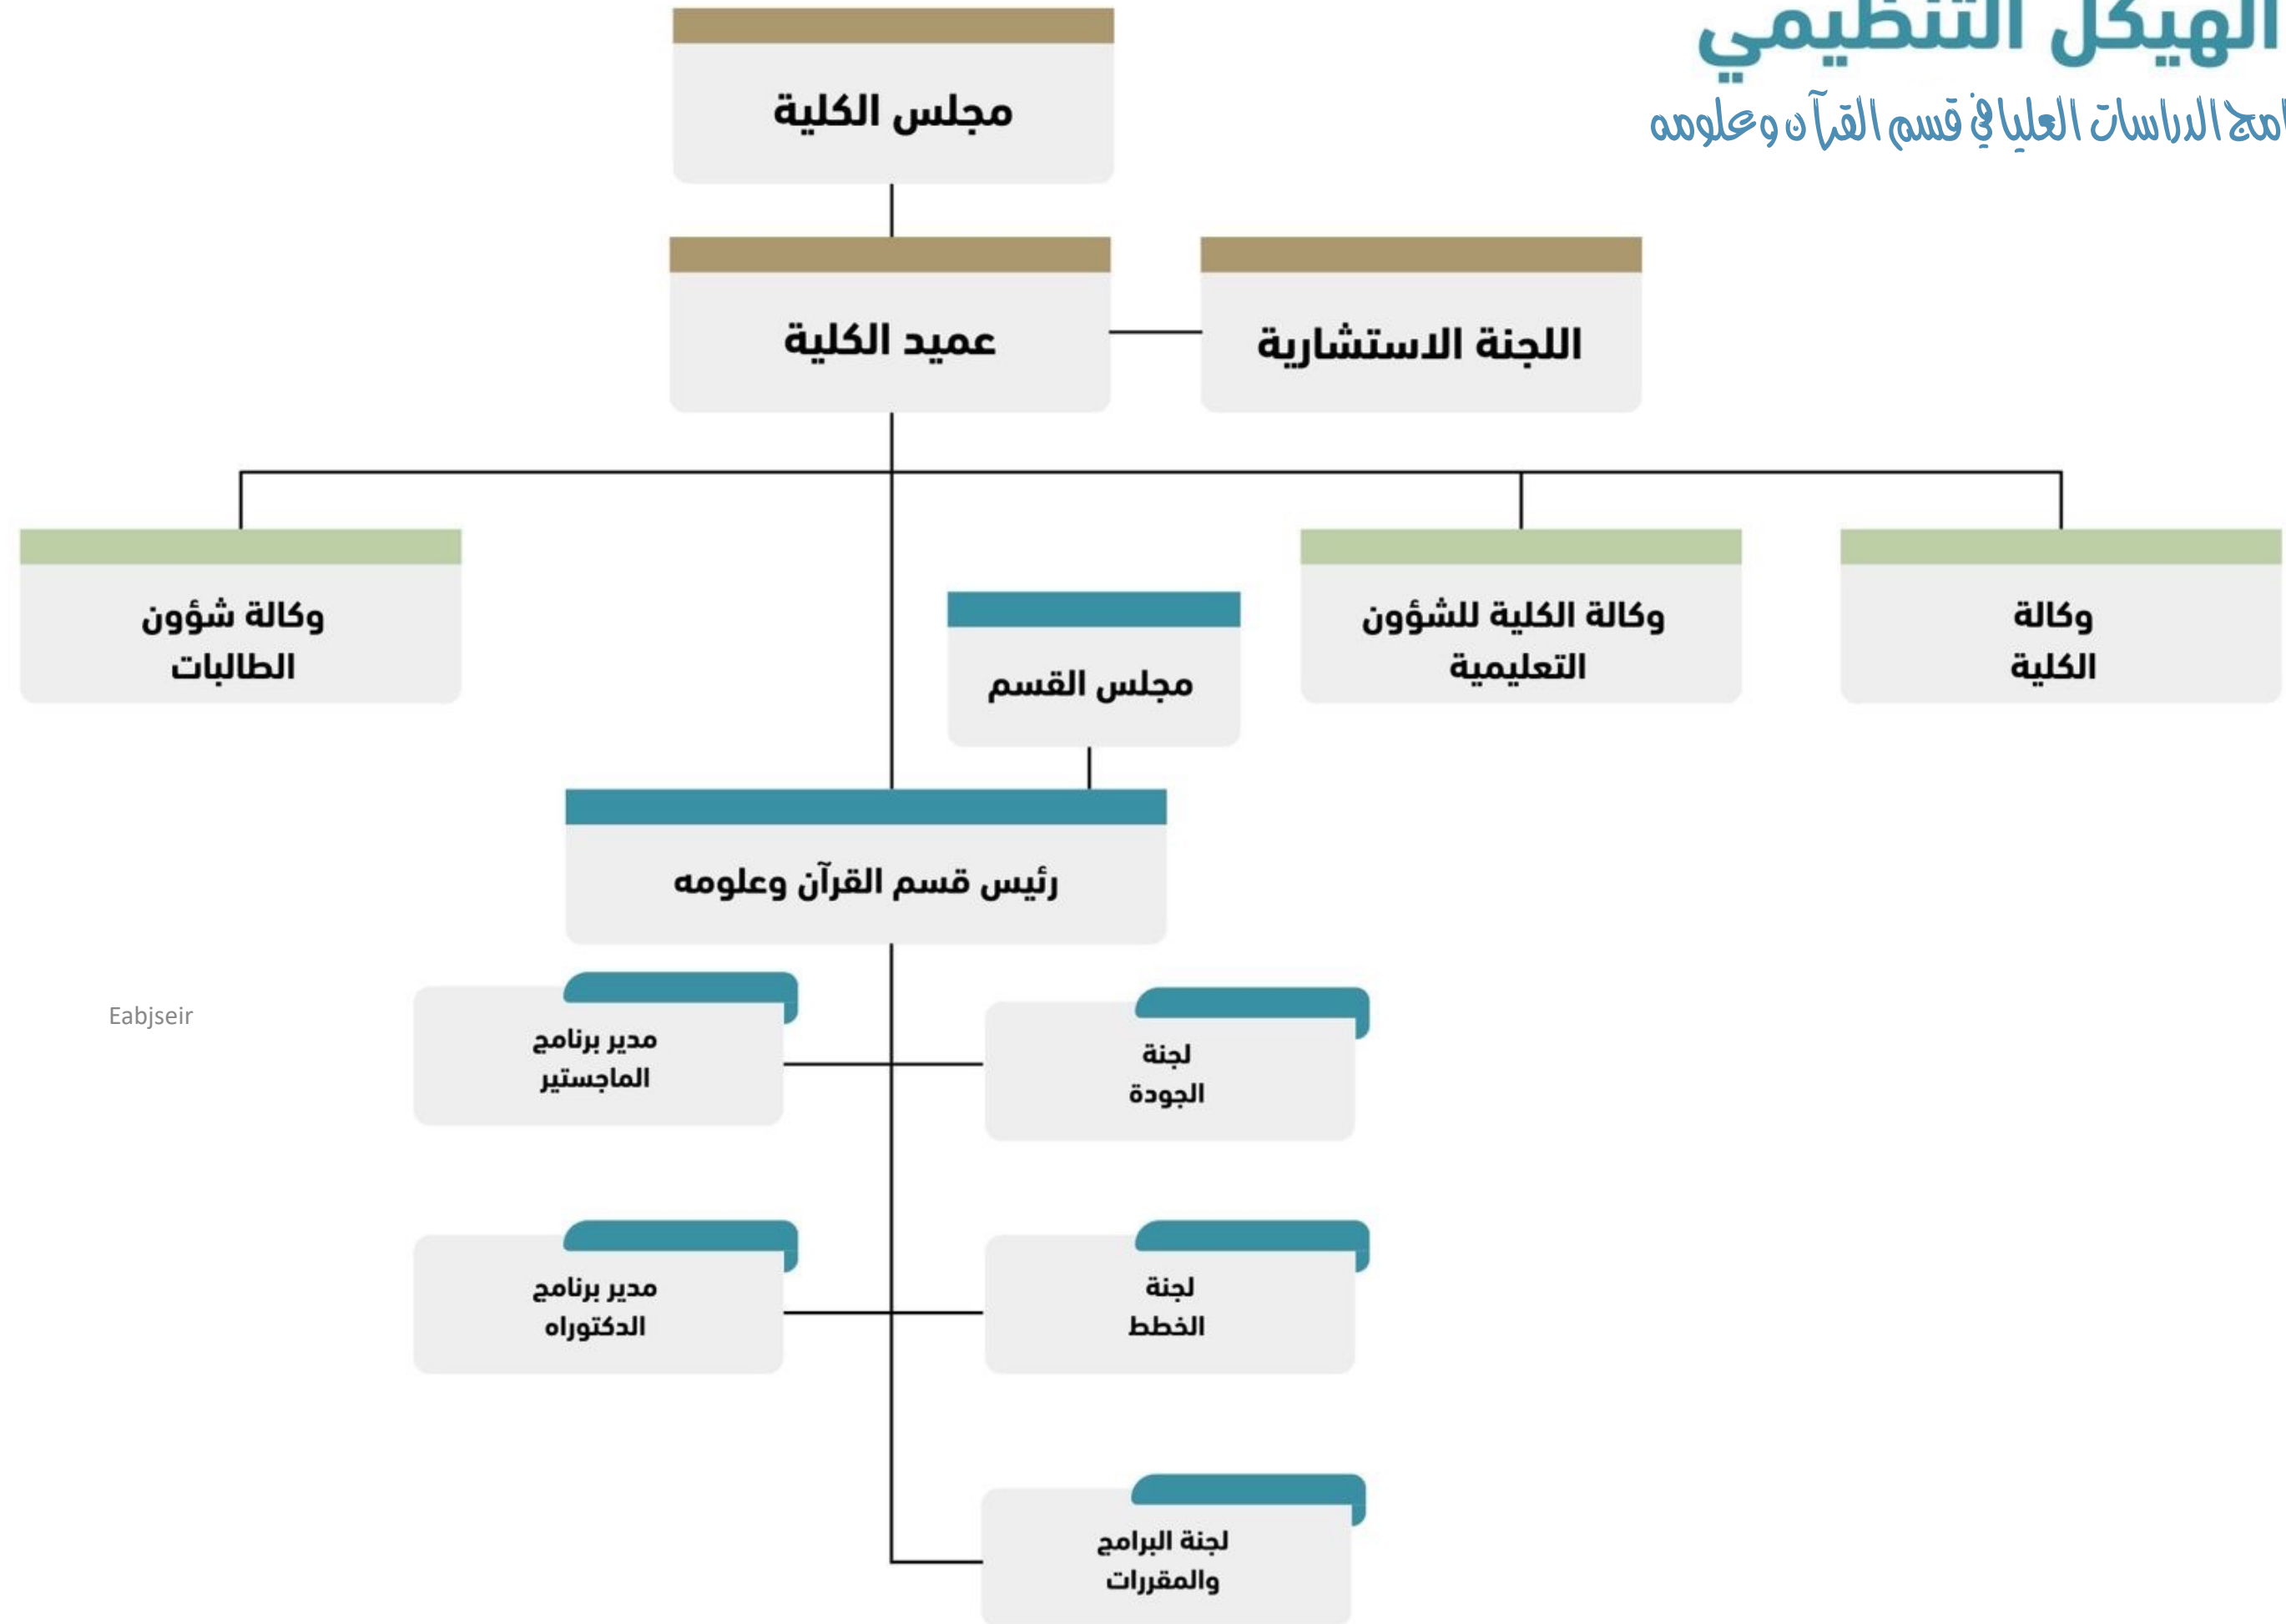 الهيكل التنظيمي
الدراسات العليا في قسم القرآن وعلومه
مجلس الكلية
عميد الكلية
اللجنة الاستشارية
وكالة
الكلية
وكالة الكلية للشؤون
التعليمية
وكالة شؤون
الطالبات
مجلس القسم
رئيس قسم القرآن وعلومه
لجنة
الجودة
مدير برنامج
الماجستير
لجنة
الخطط
مدير برنامج
الدكتوراه
لجنة البرامج
والمقررات
Eabjseir